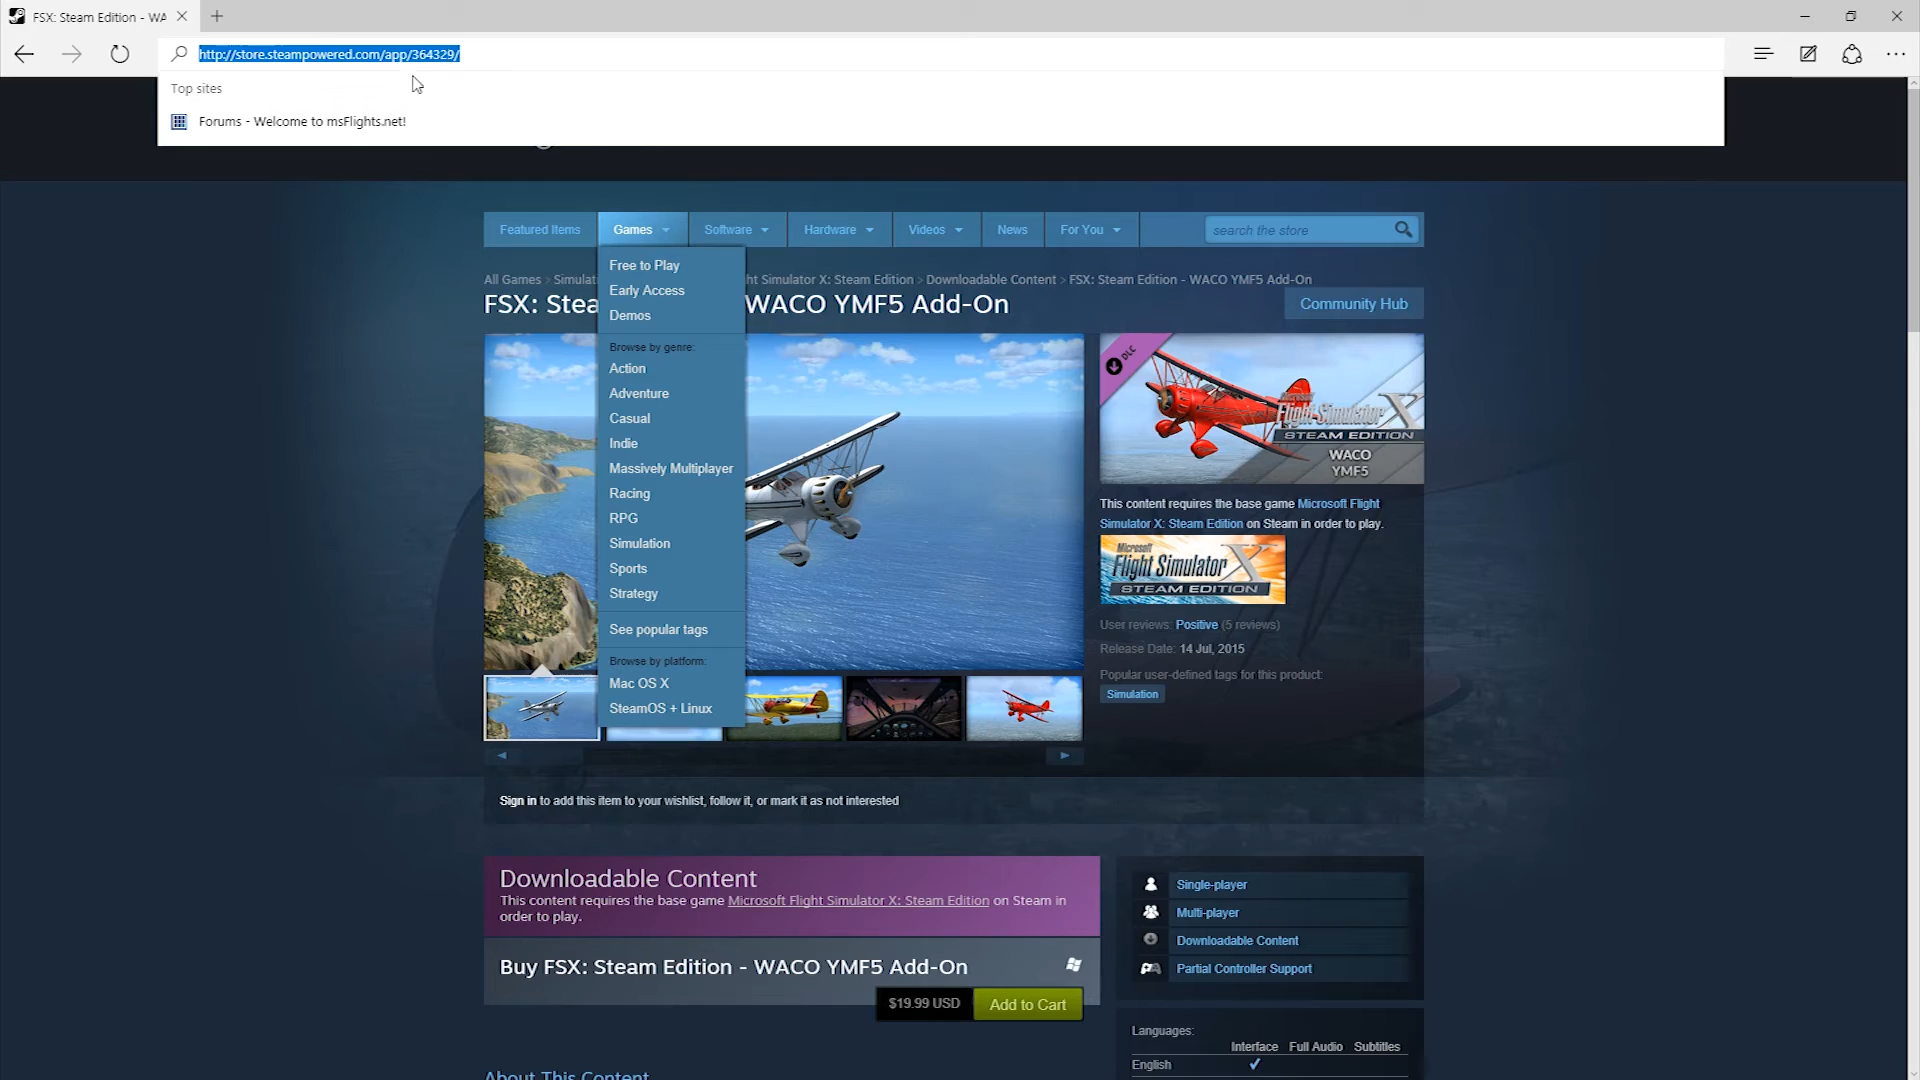 FSX: Steam Edition - WA
http://store.steampowered.com/app/364329/
Top sites
Forums - Welcome to msFlights.net!
Featured Items
Games
Software
Hardware
Videos
News
For You
search the store
Free to Play
Early Access
Demos
Browse by genre:
Action
Adventure
Casual
Indie
Massively Multiplayer
Racing
RPG
Simulation
Sports
Strategy
See popular tags
Browse by platform:
Mac OS X
SteamOS + Linux
All Games > Simulati ht Simulator X: Steam Edition > Downloadable Content > FSX: Steam Edition - WACO YMF5 Add-On
FSX: Stea WACO YMF5 Add-On
Community Hub
DLC
Microsoft
Flight Simulator X
STEAM EDITION
WACO
YMF5
This content requires the base game Microsoft Flight
Simulator X: Steam Edition on Steam in order to play.
Microsoft
Flight Simulator X
STEAM EDITION
User reviews: Positive (5 reviews)
Release Date: 14 Jul, 2015
Popular user-defined tags for this product:
Simulation
Sign in to add this item to your wishlist, follow it, or mark it as not interested
Downloadable Content
This content requires the base game Microsoft Flight Simulator X: Steam Edition on Steam in
order to play.
Buy FSX: Steam Edition - WACO YMF5 Add-On
$19.99 USD
Add to Cart
Single-player
Multi-player
Downloadable Content
Partial Controller Support
Languages:
Interface Full Audio Subtitles
English ✓
About This Content